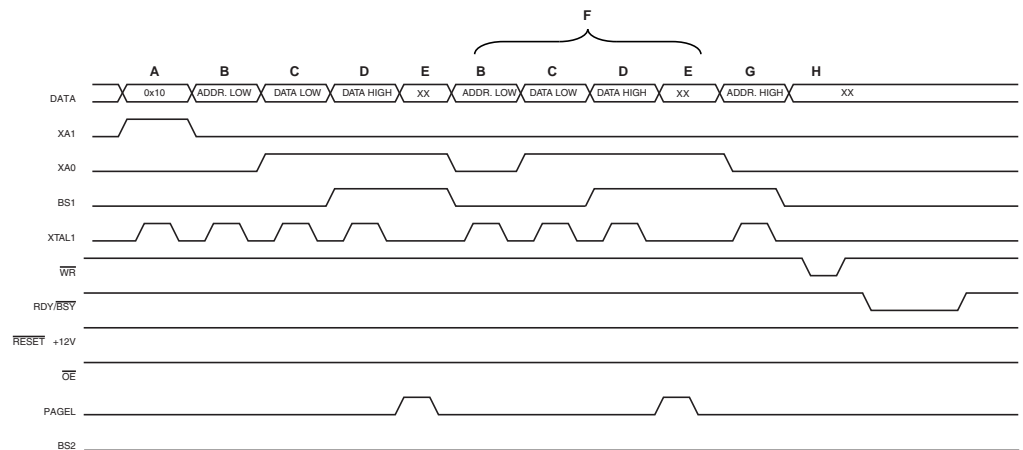 F
A B C D E B C D E G H
DATA 0x10 ADDR. LOW DATA LOW DATA HIGH XX ADDR. LOW DATA LOW DATA HIGH XX ADDR. HIGH XX
XA1
XA0
BS1
XTAL1
WR
RDY/BSY
RESET +12V
OE
PAGEL
BS2